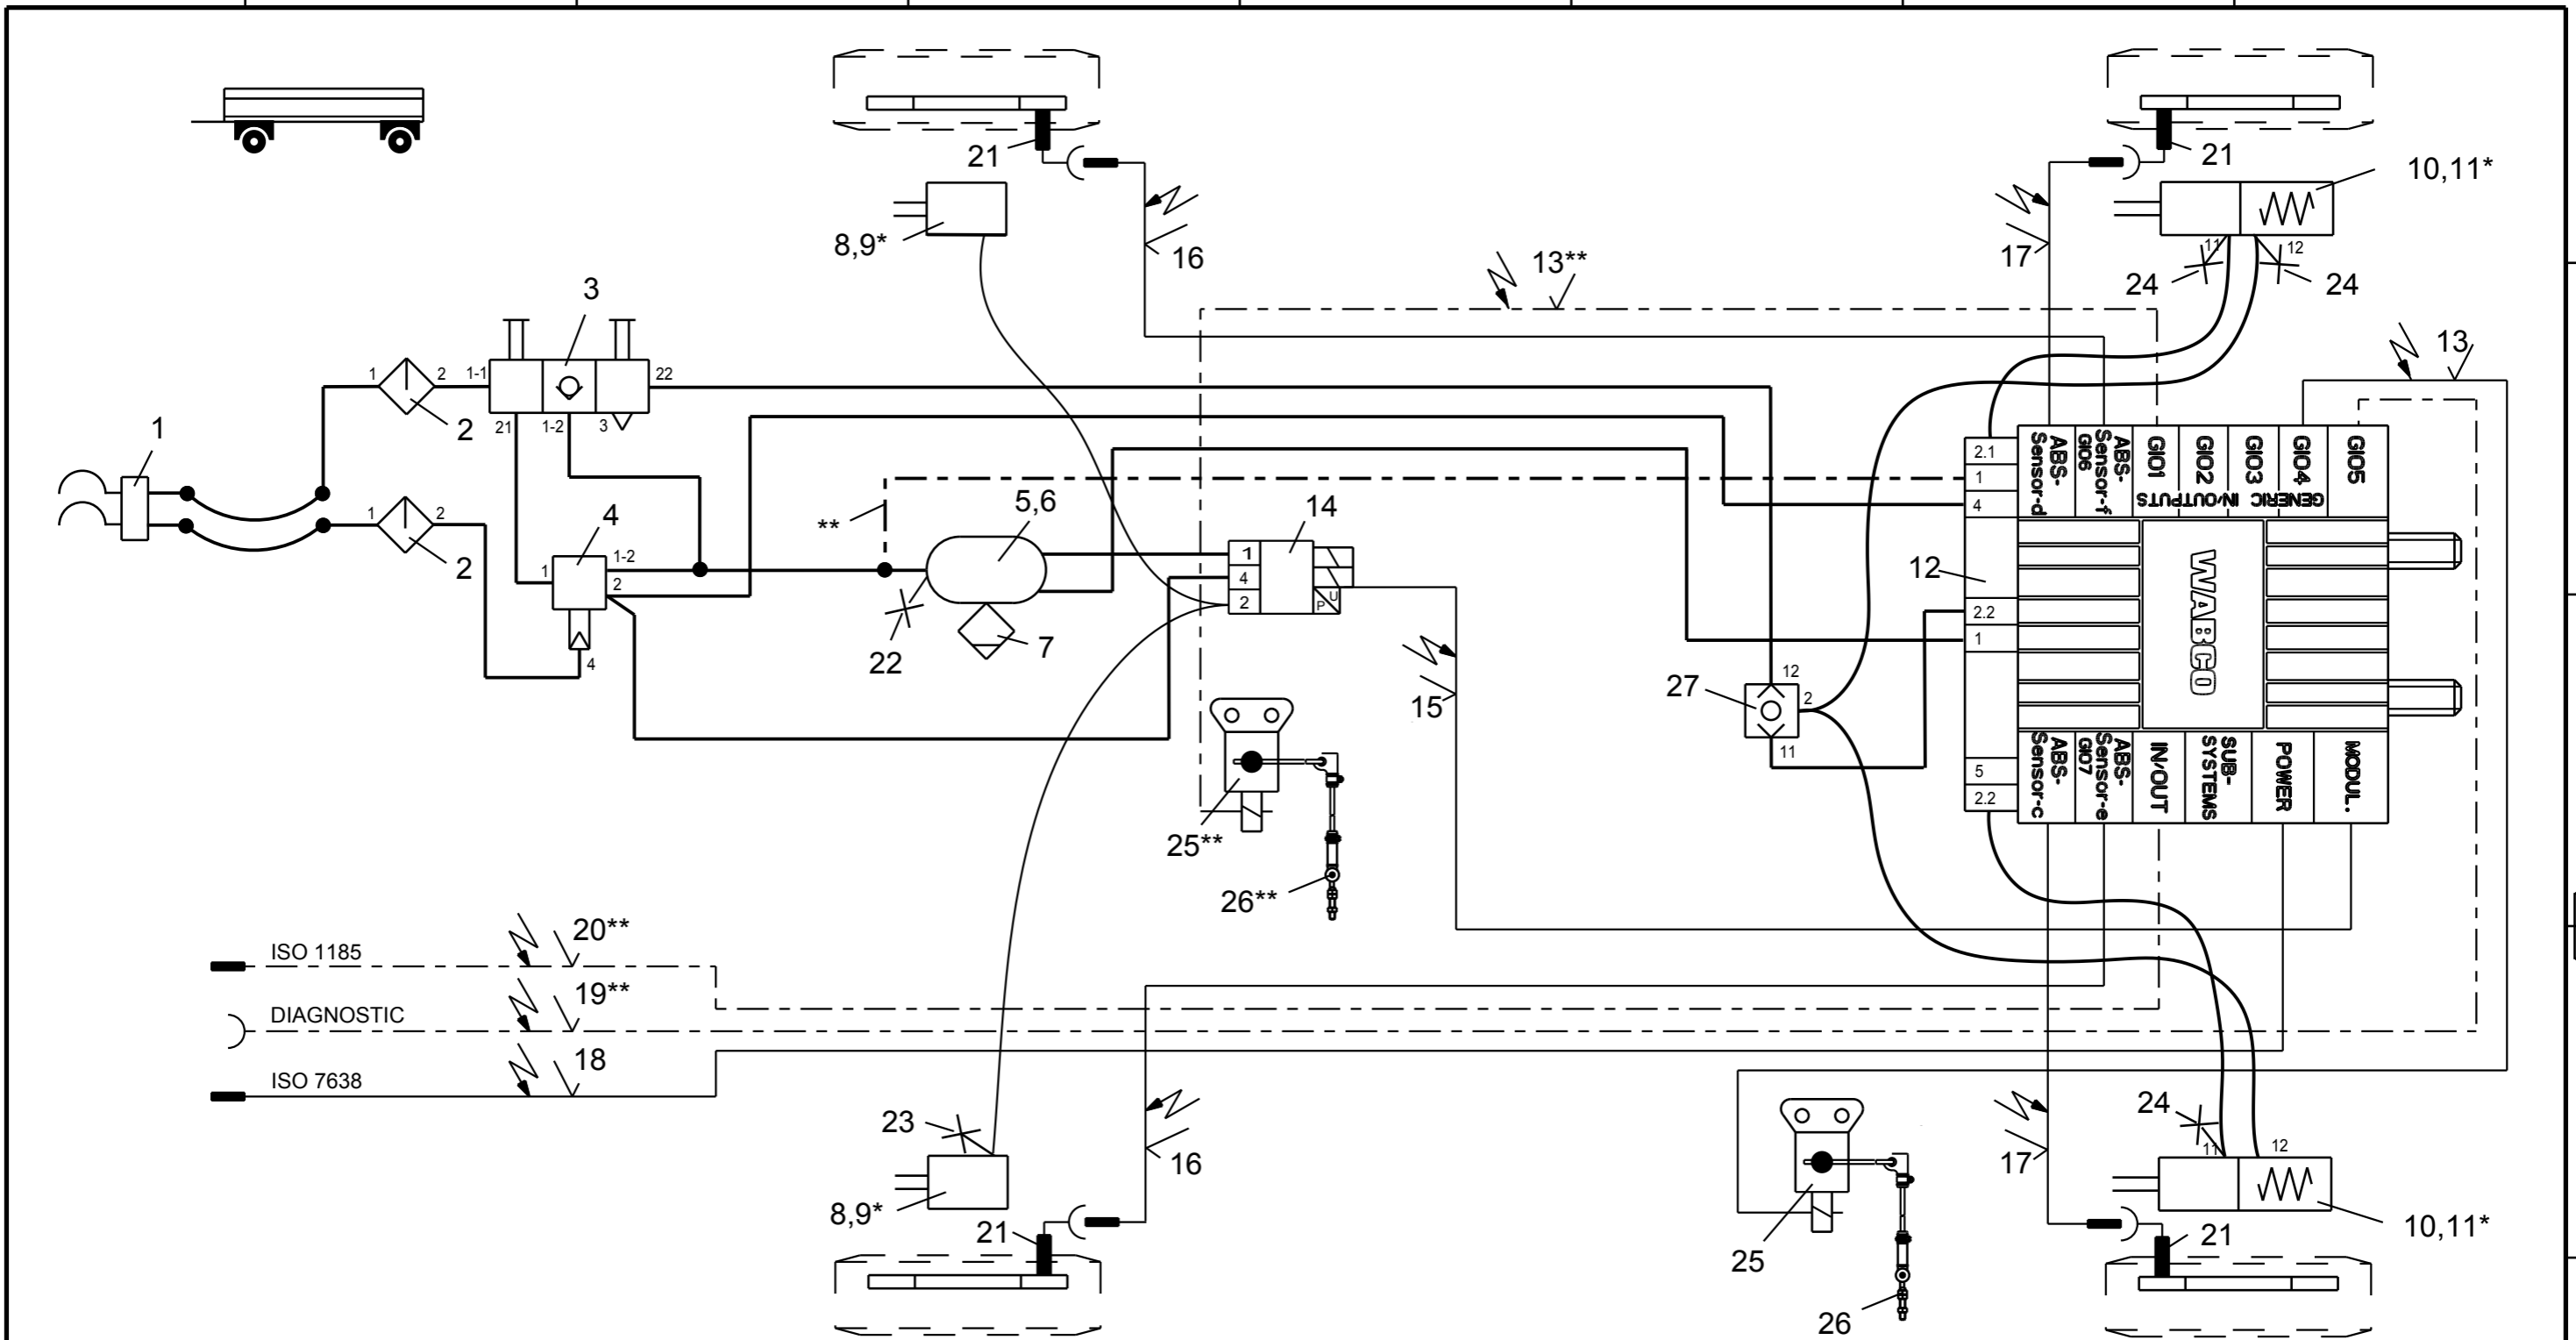 21
21
10,11*
8,9*
16
17
11
12
24
24
13**
3
13
1
2
1-1
22
2
21
1-2
3
1
1
2
2
4
1-2
1
2
4
**
5,6
22
7
14
1
4
2
P
U
15
2.1
1
4
12
2.2
1
5
2.2
ABS-
Sensor-d
ABS-
Sensor-f
GIO6
GIO1
GIO2
GIO3
GIO4
GIO5
GENERIC IN/OUTPUTS
WABCO
ABS-
Sensor-c
ABS-
Sensor-e
GIO7
IN/OUT
SUB-
SYSTEMS
POWER
MODUL.
27
12
2
11
25**
26**
ISO 1185
20**
DIAGNOSTIC
19**
ISO 7638
18
23
8,9*
16
21
25
26
17
24
11
12
10,11*
21